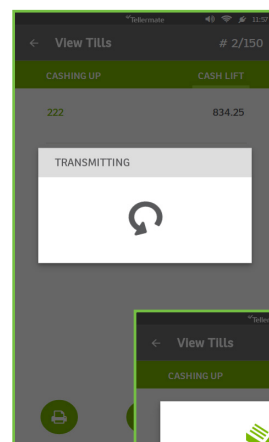 Tellermate 11:57
← View Tills # 2/150
CASHING UP CASH LIFT
222 834.25
TRANSMITTING
← View Tills
CASHING UP